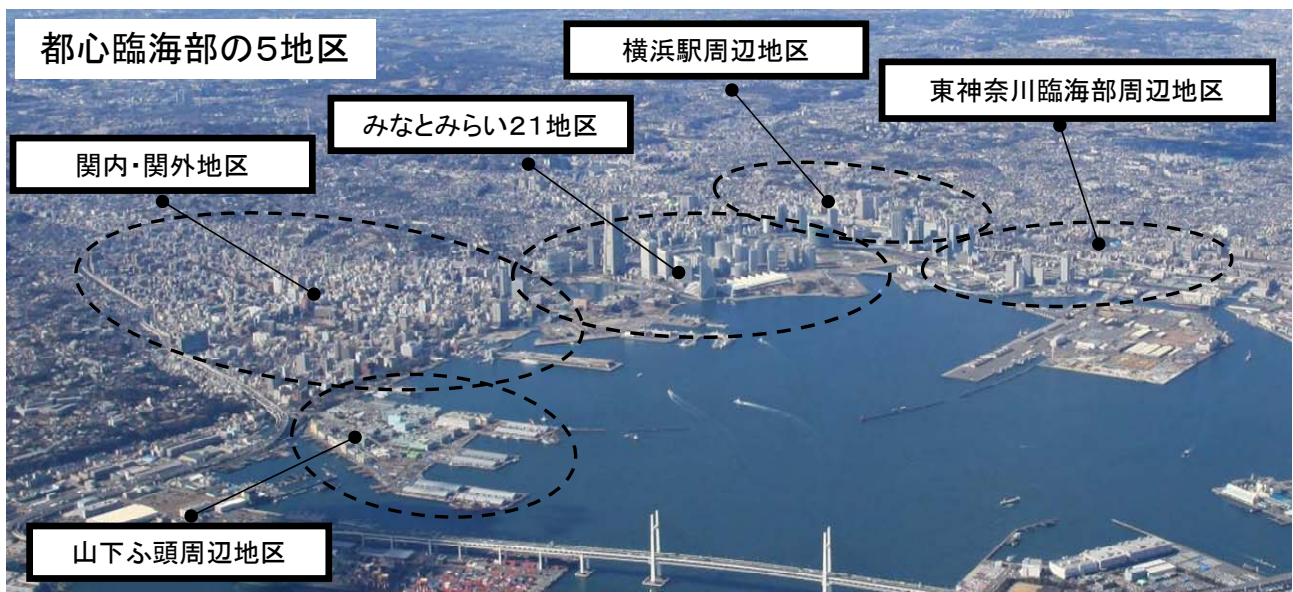 都心臨海部の5地区
横浜駅周辺地区
東神奈川臨海部周辺地区
みなとみらい21地区
関内・関外地区
山下ふ頭周辺地区